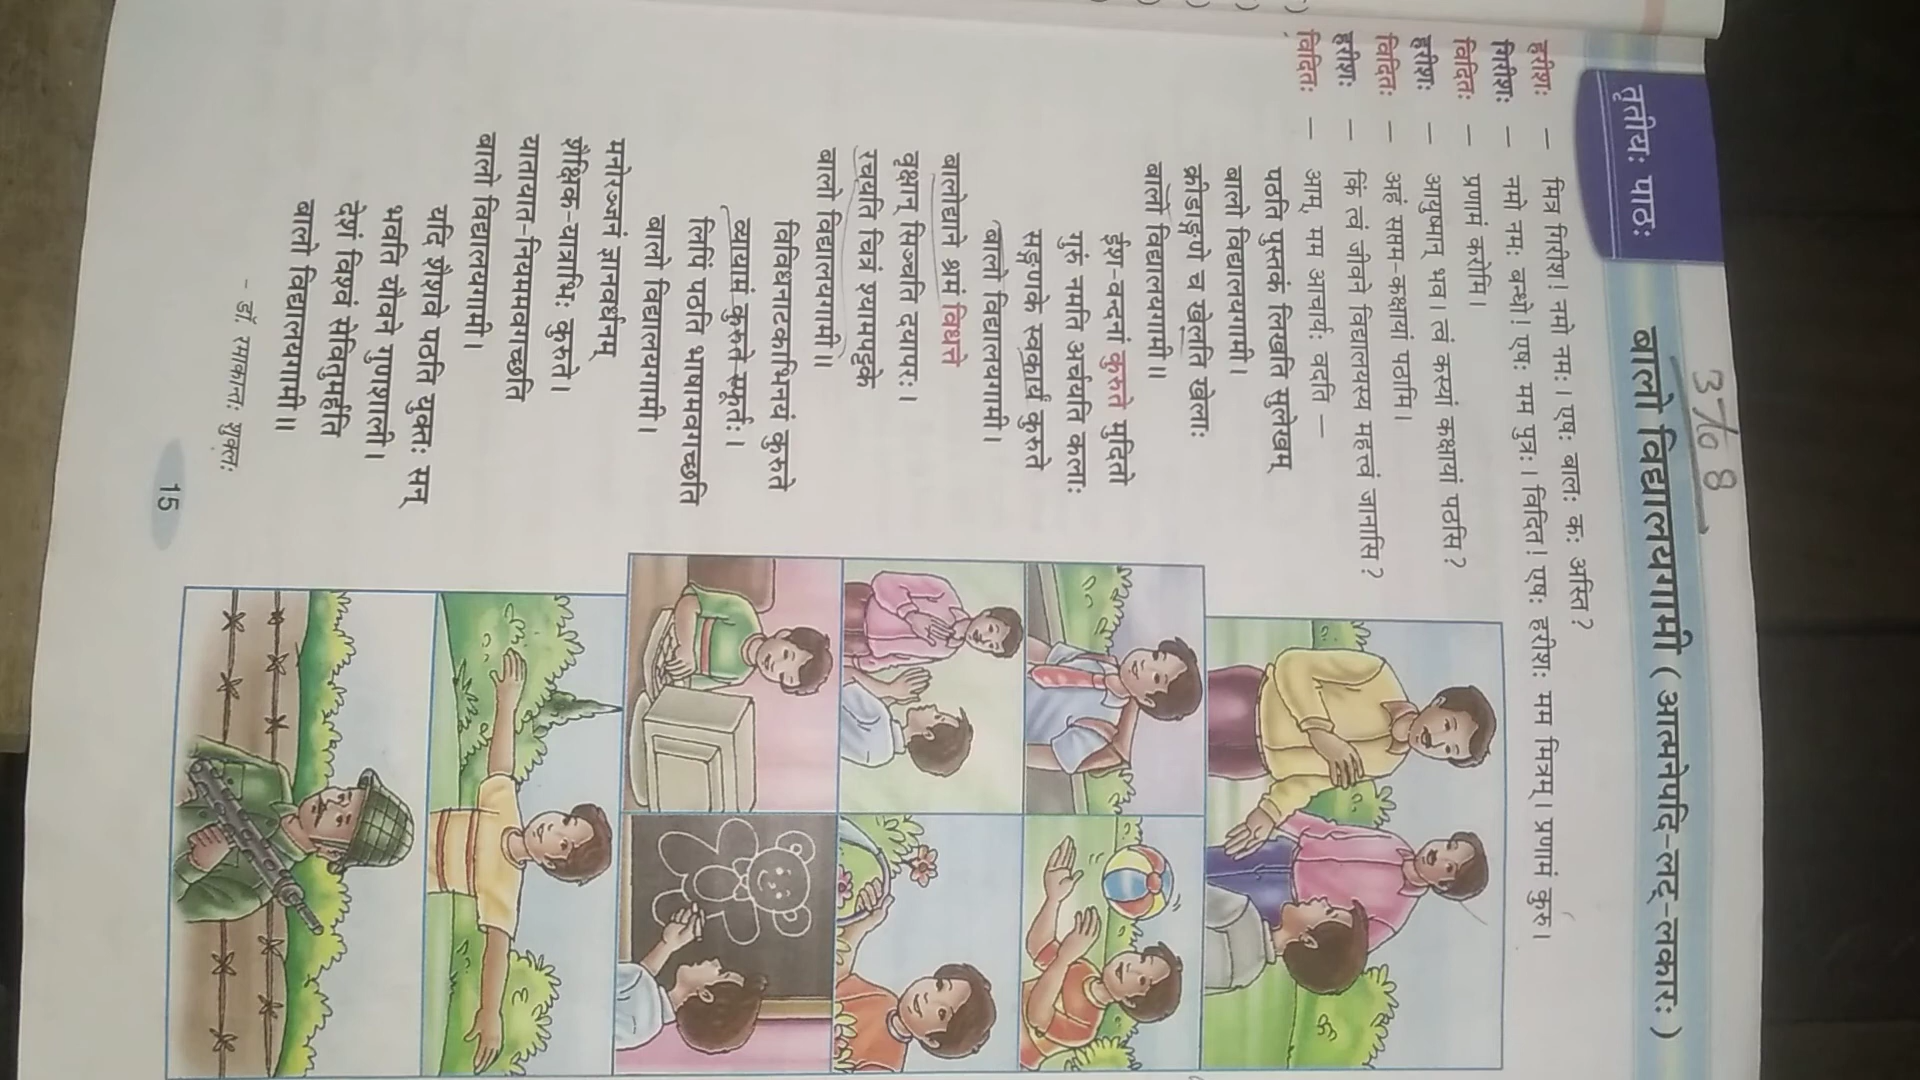 अ० 8
तृतीयः पाठः
बालो विद्यालयगामी ( आत्मनेपदि-लट्-लकारः )
हरीशः — मित्र गिरीश! नमो नमः। एषः बालः कः अस्ति?
गिरीशः — नमो नमः बन्धो! एषः मम पुत्रः। विदित! एषः हरीशः मम मित्रम्। प्रणामं कुरु।
विदितः — प्रणामं करोमि।
हरीशः — आयुष्मान् भव। त्वं कस्यां कक्षायां पठसि?
विदितः — अहं सप्तम-कक्षायां पठामि।
हरीशः — किं त्वं जीवने विद्यालयस्य महत्त्वं जानासि?
विदितः — आम्, मम आचार्यः वदति —
पठति पुस्तकं लिखति सुलेखम्
बालो विद्यालयगामी।
क्रीडाङ्गणे च खेलति खेलाः
बालो विद्यालयगामी॥
ईश-वन्दनां कुरुते मुदितो
गुरुं नमति अर्चयति कलाः
सङ्गणके स्वकार्यं कुरुते
बालो विद्यालयगामी।
बालोद्याने श्रमं विधत्ते
वृक्षान् सिञ्चति दयापरः।
रचयति चित्रं श्यामपट्टके
बालो विद्यालयगामी॥
विविधनाटकाभिनयं कुरुते
व्यायामं कुरुते स्फूर्तः।
लिपिं पठति भाषामवगच्छति
बालो विद्यालयगामी।
मनोरञ्जनं ज्ञानवर्धनम्
शैक्षिक-यात्राभिः कुरुते।
यातायात-नियममवगच्छति
बालो विद्यालयगामी।
यदि शैशवे पठति युक्तः सन्
भवति यौवने गुणशाली।
देशं विश्वं सेवितुमर्हति
बालो विद्यालयगामी॥
– डॉ. रमाकान्तः शुक्लः
15